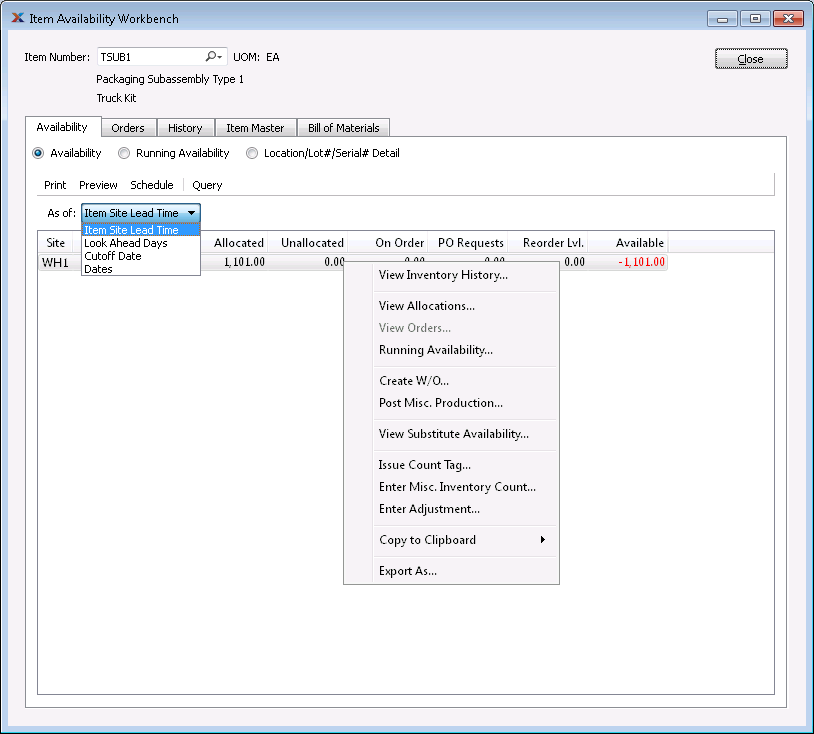 Item Availability Workbench
Item Number: TSUB1 UOM: EA
Close
Packaging Subassembly Type 1
Truck Kit
Availability Orders History Item Master Bill of Materials
Availability Running Availability Location/Lot#/Serial# Detail
Print Preview Schedule Query
As of: Item Site Lead Time
Item Site Lead Time
Look Ahead Days
Cutoff Date
Dates
Site Allocated Unallocated On Order PO Requests Reorder Lvl. Available
WH1 1,101.00 0.00 0.00 0.00 0.00 -1,101.00
View Inventory History...
View Allocations...
View Orders...
Running Availability...
Create W/O...
Post Misc. Production...
View Substitute Availability...
Issue Count Tag...
Enter Misc. Inventory Count...
Enter Adjustment...
Copy to Clipboard
Export As...